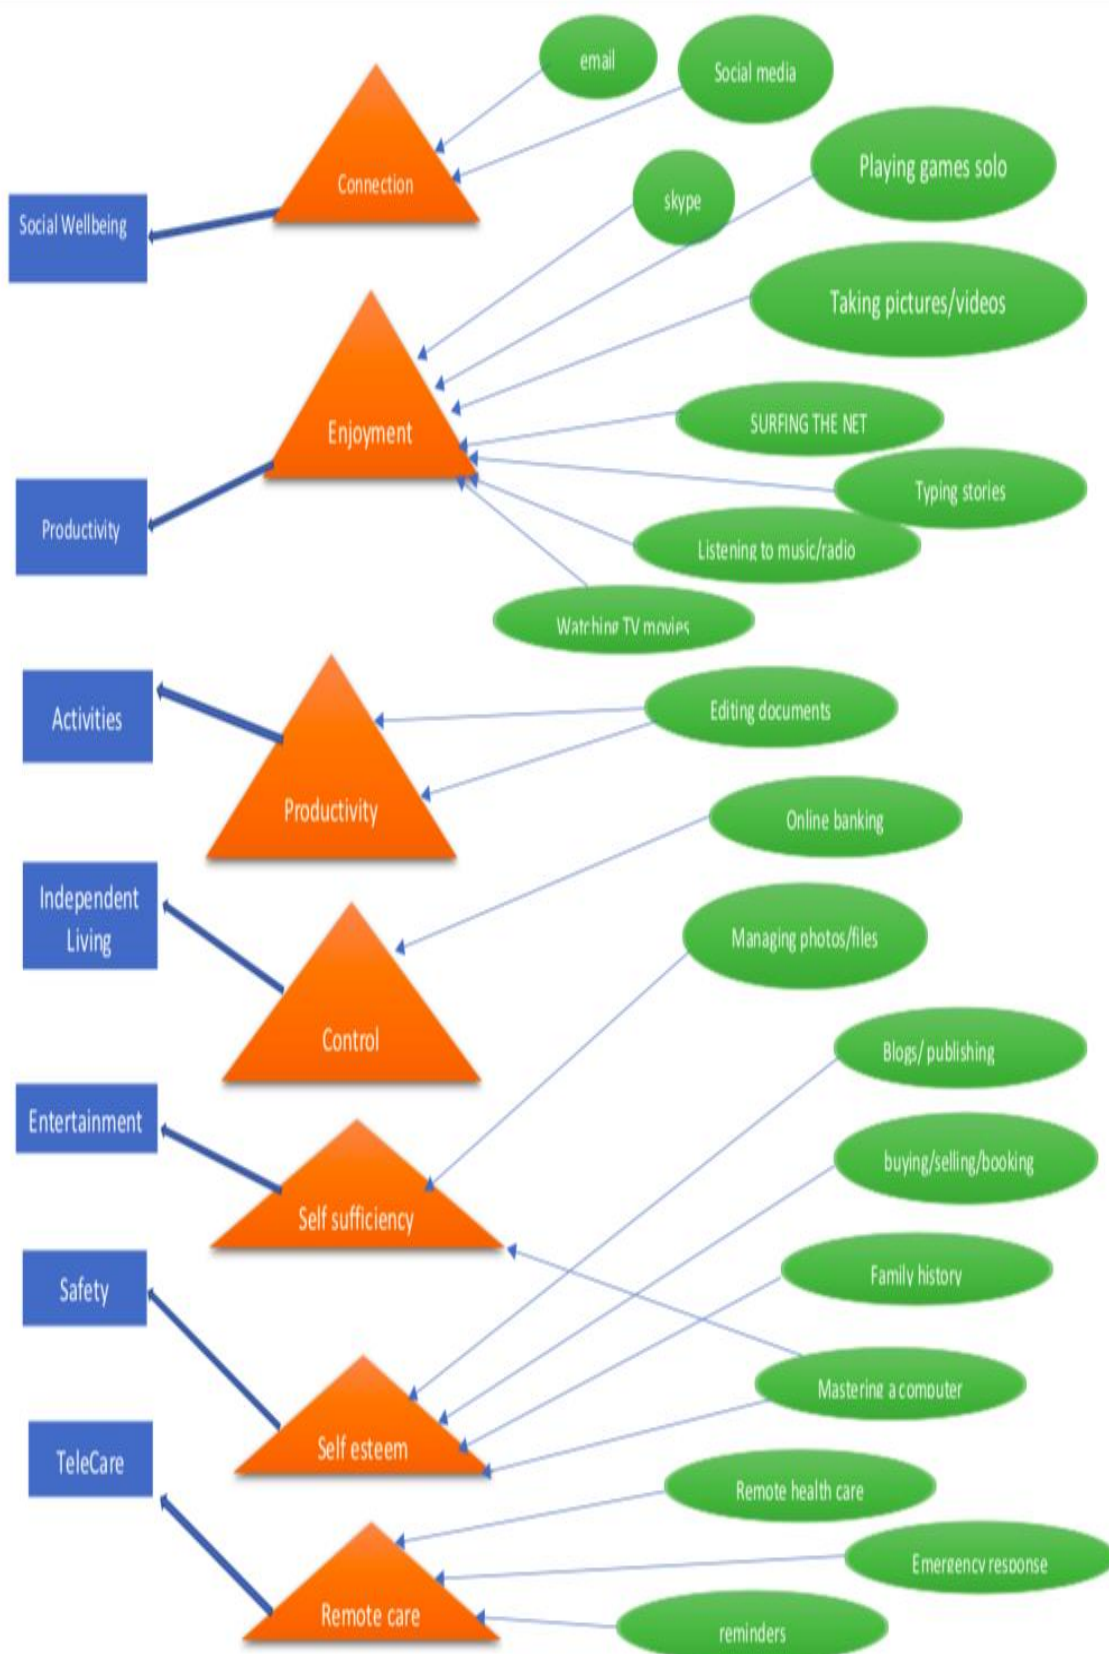 email
Social media
Connection
Playing games solo
skype
Social Wellbeing
Taking pictures/videos
Enjoyment
SURFING THE NET
Typing stories
Productivity
Listening to music/radio
Watching TV movies
Activities
Editing documents
Productivity
Online banking
Independent
Living
Managing photos/files
Control
Blogs/ publishing
Entertainment
buying/selling/booking
Self sufficiency
Family history
Safety
Mastering a computer
Self esteem
TeleCare
Remote health care
Emergency response
Remote care
reminders